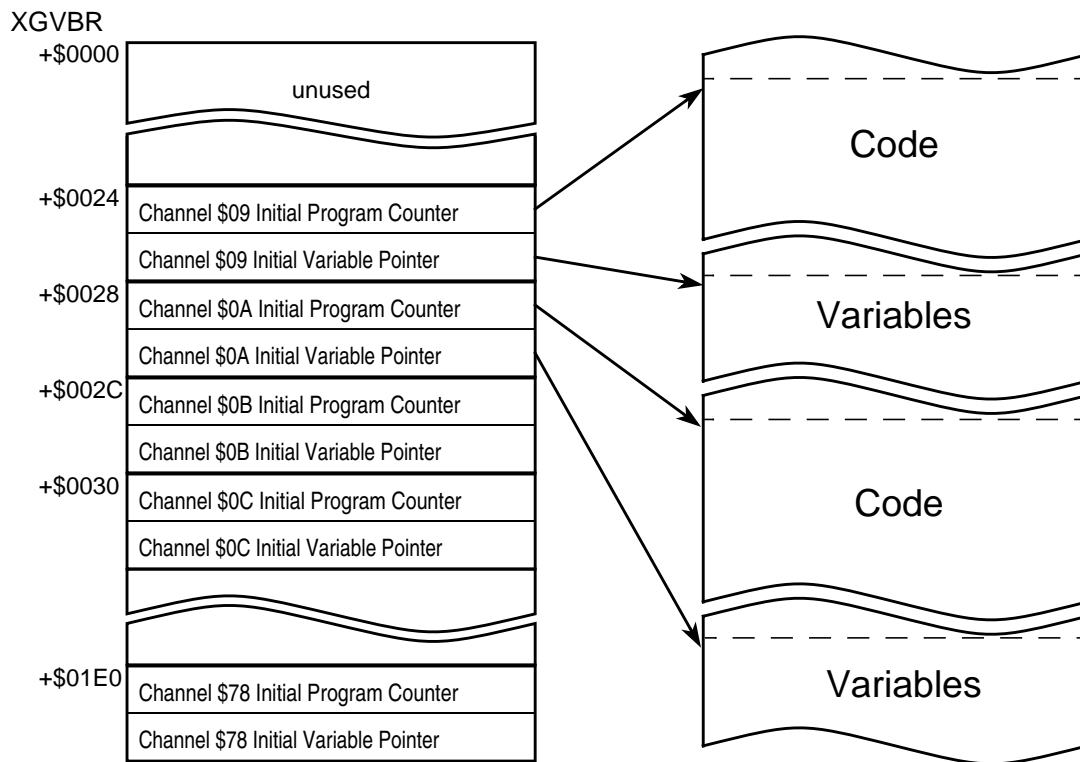 XGVBR
+$0000
unused
+$0024
Channel $09 Initial Program Counter
Channel $09 Initial Variable Pointer
+$0028
Channel $0A Initial Program Counter
Channel $0A Initial Variable Pointer
+$002C
Channel $0B Initial Program Counter
Channel $0B Initial Variable Pointer
+$0030
Channel $0C Initial Program Counter
Channel $0C Initial Variable Pointer
+$01E0
Channel $78 Initial Program Counter
Channel $78 Initial Variable Pointer
Code
Variables
Code
Variables